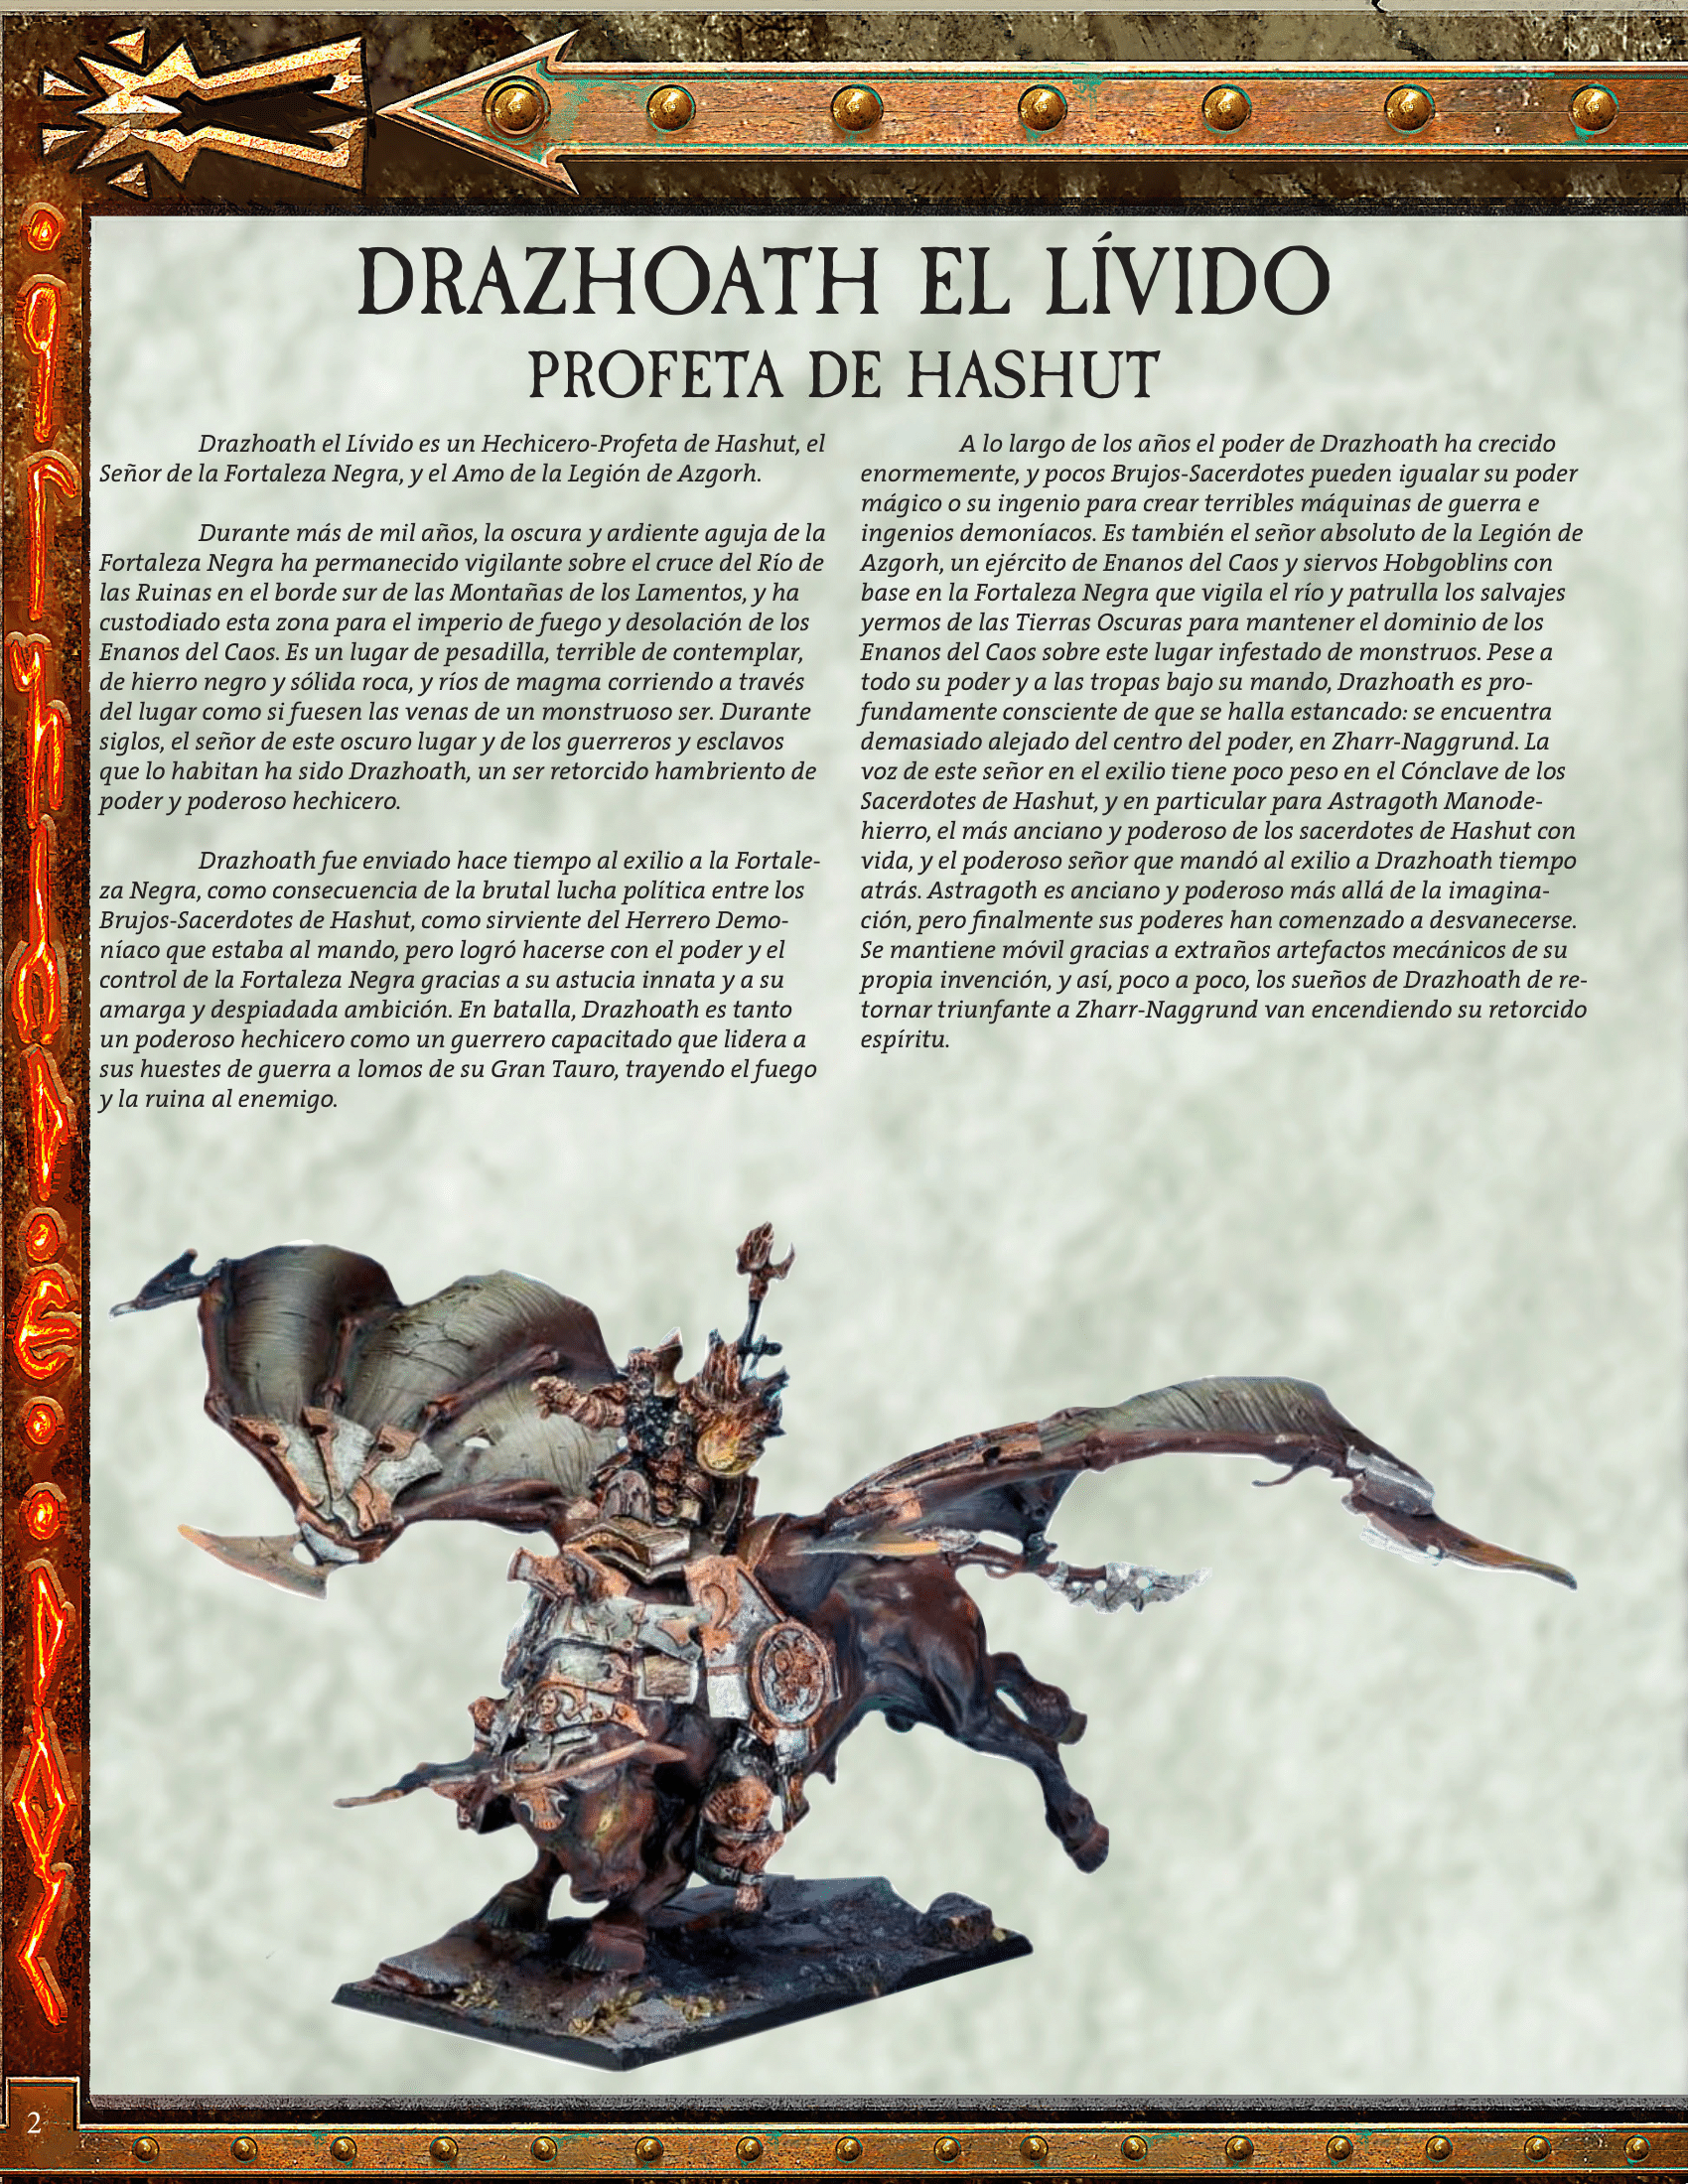 DRAZHOATH EL LÍVIDO
PROFETA DE HASHUT
Drazhoath el Lívido es un Hechicero-Profeta de Hashut, el
Señor de la Fortaleza Negra, y el Amo de la Legión de Azgorh.
Durante más de mil años, la oscura y ardiente aguja de la
Fortaleza Negra ha permanecido vigilante sobre el cruce del Río de
las Ruinas en el borde sur de las Montañas de los Lamentos, y ha
custodiado esta zona para el imperio de fuego y desolación de los
Enanos del Caos. Es un lugar de pesadilla, terrible de contemplar,
de hierro negro y sólida roca, y ríos de magma corriendo a través
del lugar como si fuesen las venas de un monstruoso ser. Durante
siglos, el señor de este oscuro lugar y de los guerreros y esclavos
que lo habitan ha sido Drazhoath, un ser retorcido hambriento de
poder y poderoso hechicero.
Drazhoath fue enviado hace tiempo al exilio a la Fortale-
za Negra, como consecuencia de la brutal lucha política entre los
Brujos-Sacerdotes de Hashut, como sirviente del Herrero Demo-
níaco que estaba al mando, pero logró hacerse con el poder y el
control de la Fortaleza Negra gracias a su astucia innata y a su
amarga y despiadada ambición. En batalla, Drazhoath es tanto
un poderoso hechicero como un guerrero capacitado que lidera a
sus huestes de guerra a lomos de su Gran Tauro, trayendo el fuego
y la ruina al enemigo.
A lo largo de los años el poder de Drazhoath ha crecido
enormemente, y pocos Brujos-Sacerdotes pueden igualar su poder
mágico o su ingenio para crear terribles máquinas de guerra e
ingenios demoníacos. Es también el señor absoluto de la Legión de
Azgorh, un ejército de Enanos del Caos y siervos Hobgoblins con
base en la Fortaleza Negra que vigila el río y patrulla los salvajes
yermos de las Tierras Oscuras para mantener el dominio de los
Enanos del Caos sobre este lugar infestado de monstruos. Pese a
todo su poder y a las tropas bajo su mando, Drazhoath es pro-
fundamente consciente de que se halla estancado: se encuentra
demasiado alejado del centro del poder, en Zharr-Naggrund. La
voz de este señor en el exilio tiene poco peso en el Cónclave de los
Sacerdotes de Hashut, y en particular para Astragoth Manode-
hierro, el más anciano y poderoso de los sacerdotes de Hashut con
vida, y el poderoso señor que mandó al exilio a Drazhoath tiempo
atrás. Astragoth es anciano y poderoso más allá de la imagina-
ción, pero finalmente sus poderes han comenzado a desvanecerse.
Se mantiene móvil gracias a extraños artefactos mecánicos de su
propia invención, y así, poco a poco, los sueños de Drazhoath de re-
tornar triunfante a Zharr-Naggrund van encendiendo su retorcido
espíritu.
2